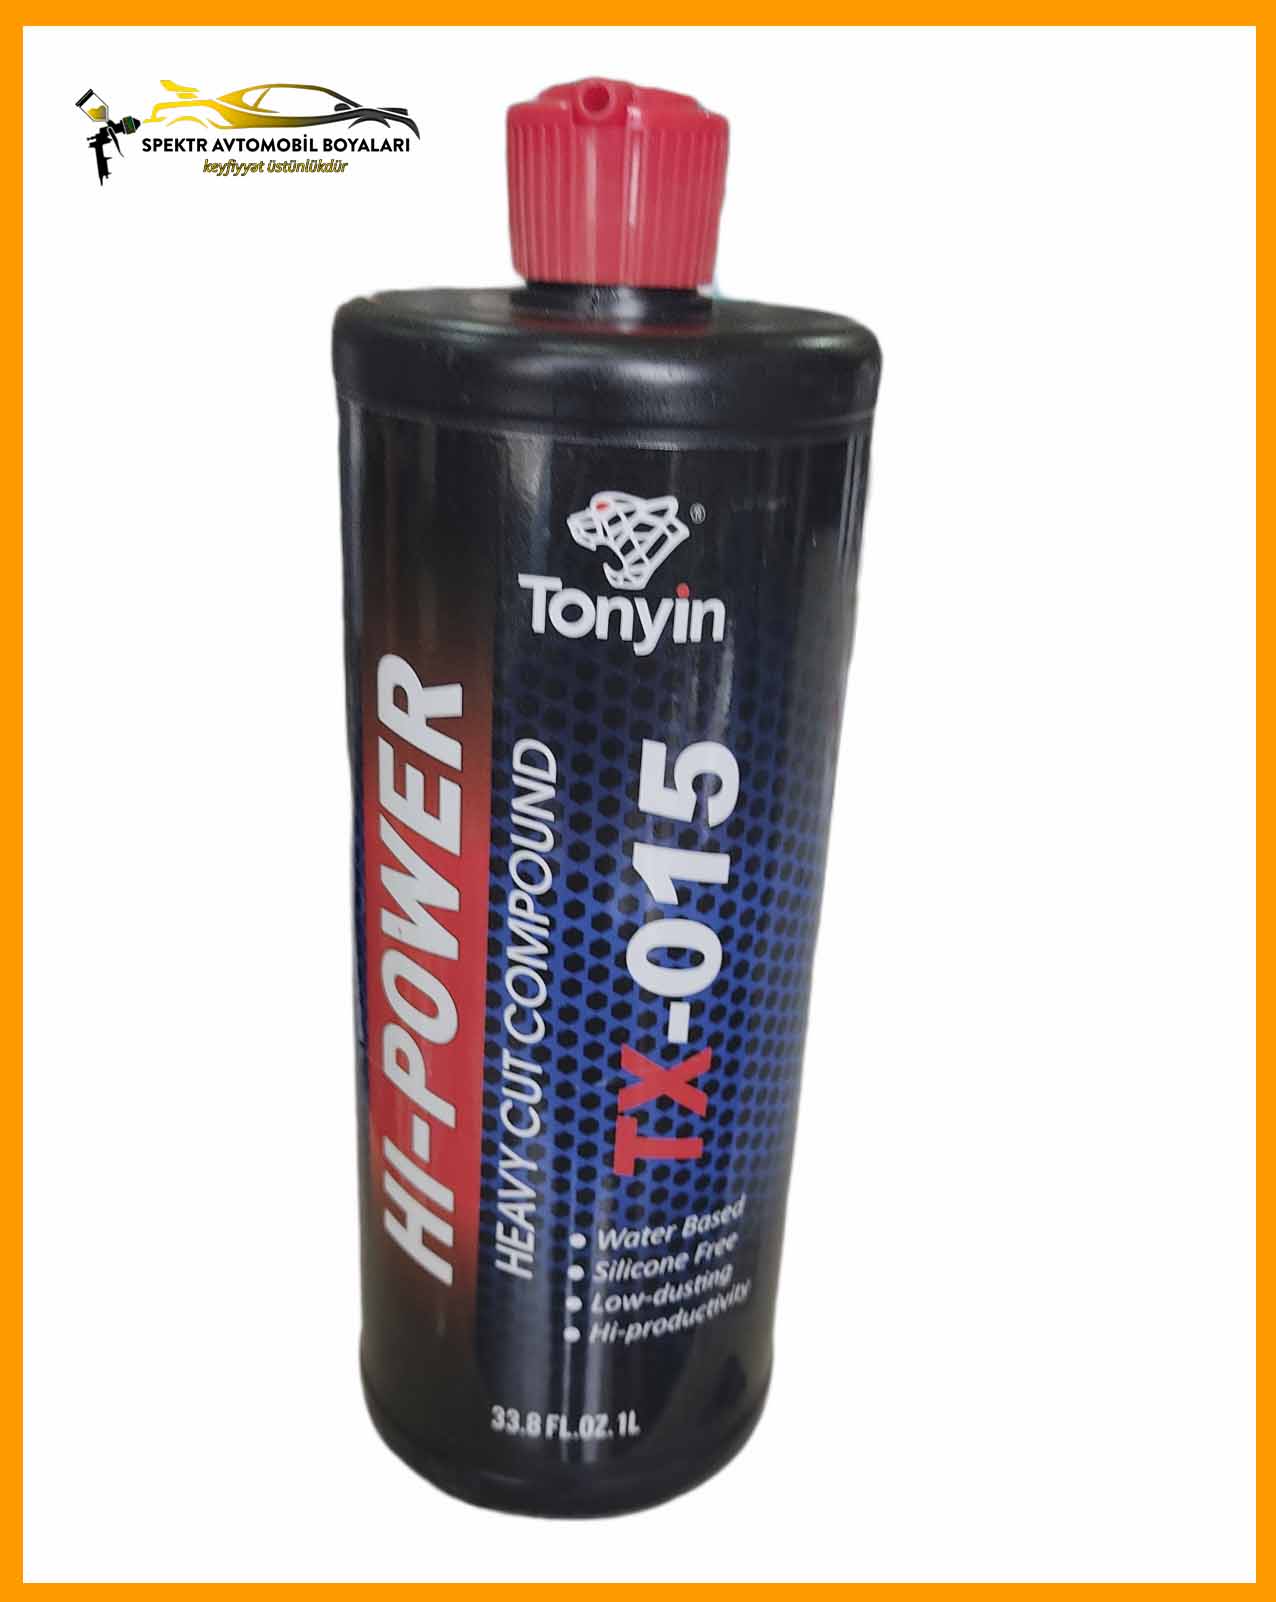 SPEKTR AVTOMOBİL BOYALARI
keyfiyyət üstünlükdür
Tonyin®
HI-POWER
HEAVY CUT COMPOUND
TX-015
• Water Based
• Silicone Free
• Low-dusting
• Hi-productivity
33.8 FL.OZ. 1L